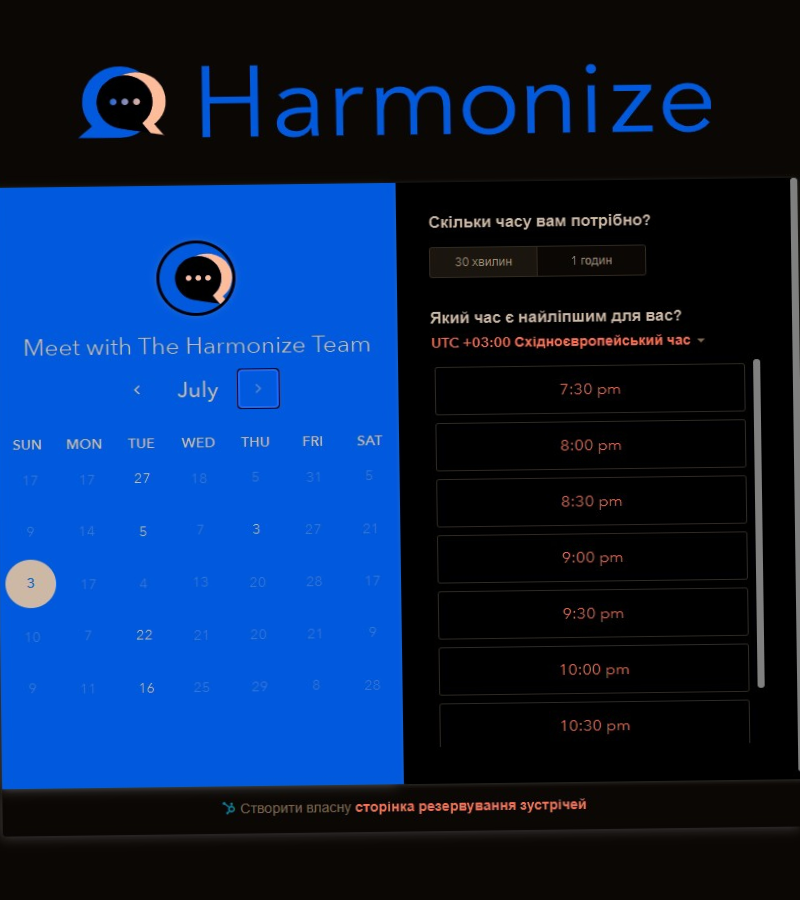 Harmonize
Meet with The Harmonize Team
July
SUN MON TUE WED THU FRI SAT
17 17 27 18 5 31 5
9 14 5 7 3 27 21
3 17 4 13 20 28 17
10 7 22 21 20 21 9
9 11 16 25 29 8 28
Скільки часу вам потрібно?
30 хвилин 1 годин
Який час є найліпшим для вас?
UTC +03:00 Східноєвропейський час
7:30 pm
8:00 pm
8:30 pm
9:00 pm
9:30 pm
10:00 pm
10:30 pm
Створити власну сторінка резервування зустрічей